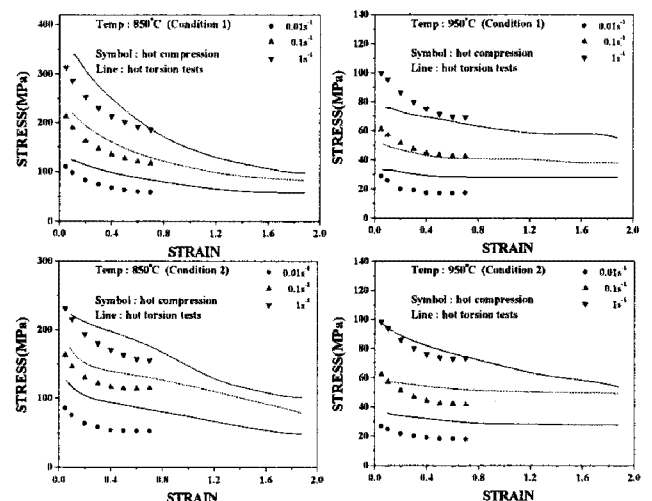 Temp : 850°C (Condition 1)
Symbol : hot compression
Line : hot torsion tests
0.01s⁻¹
0.1s⁻¹
1s⁻¹
STRESS(MPa)
400
300
200
100
0
0.0 0.4 0.8 1.2 1.6 2.0
STRAIN
Temp : 950°C (Condition 1)
Symbol : hot compression
Line : hot torsion tests
0.01s⁻¹
0.1s⁻¹
1s⁻¹
STRESS(MPa)
140
120
100
80
60
40
20
0
0.0 0.4 0.8 1.2 1.6 2.0
STRAIN
Temp : 850°C (Condition 2)
Symbol : hot compression
Line : hot torsion tests
0.01s⁻¹
0.1s⁻¹
1s⁻¹
STRESS(MPa)
300
200
100
0
0.0 0.4 0.8 1.2 1.6 2.0
STRAIN
Temp : 950°C (Condition 2)
Symbol : hot compression
Line : hot torsion tests
0.01s⁻¹
0.1s⁻¹
1s⁻¹
STRESS(MPa)
140
120
100
80
60
40
20
0
0.0 0.4 0.8 1.2 1.6 2.0
STRAIN